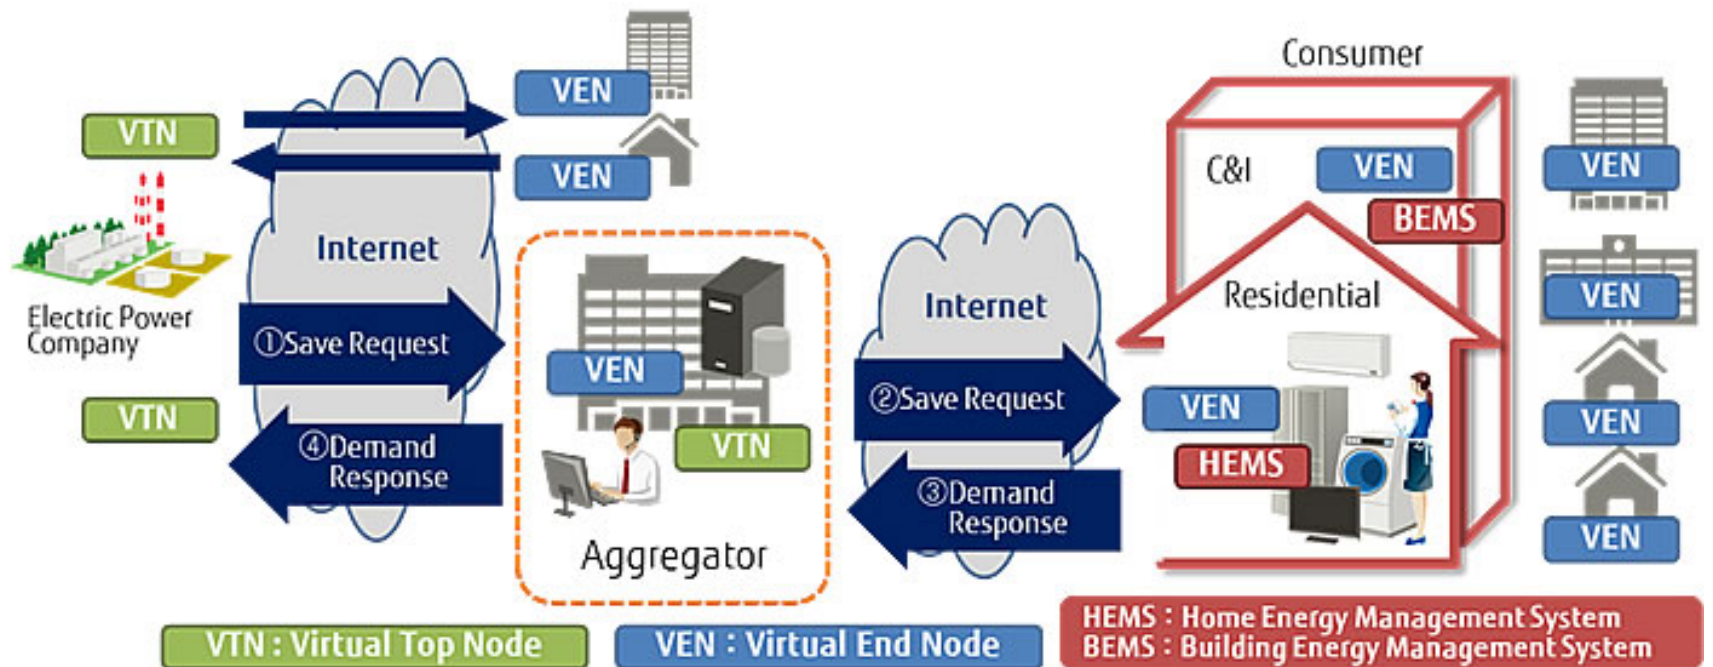 Consumer
VEN
VTN
VEN
C&I
VEN
VEN
BEMS
Internet
Electric Power
Company
①Save Request
VEN
VTN
Aggregator
VTN
④Demand
Response
Internet
②Save Request
③Demand
Response
Residential
VEN
HEMS
VEN
VEN
VEN
VEN
VTN : Virtual Top Node
VEN : Virtual End Node
HEMS : Home Energy Management System
BEMS : Building Energy Management System